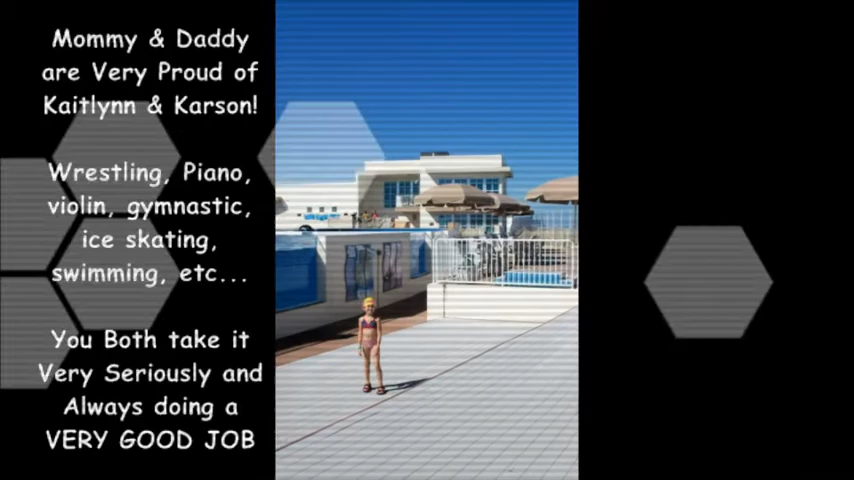 Mommy & Daddy
are Very Proud of
Kaitlynn & Karson!
Wrestling, Piano,
violin, gymnastic,
ice skating,
swimming, etc...
You Both take it
Very Seriously and
Always doing a
VERY GOOD JOB